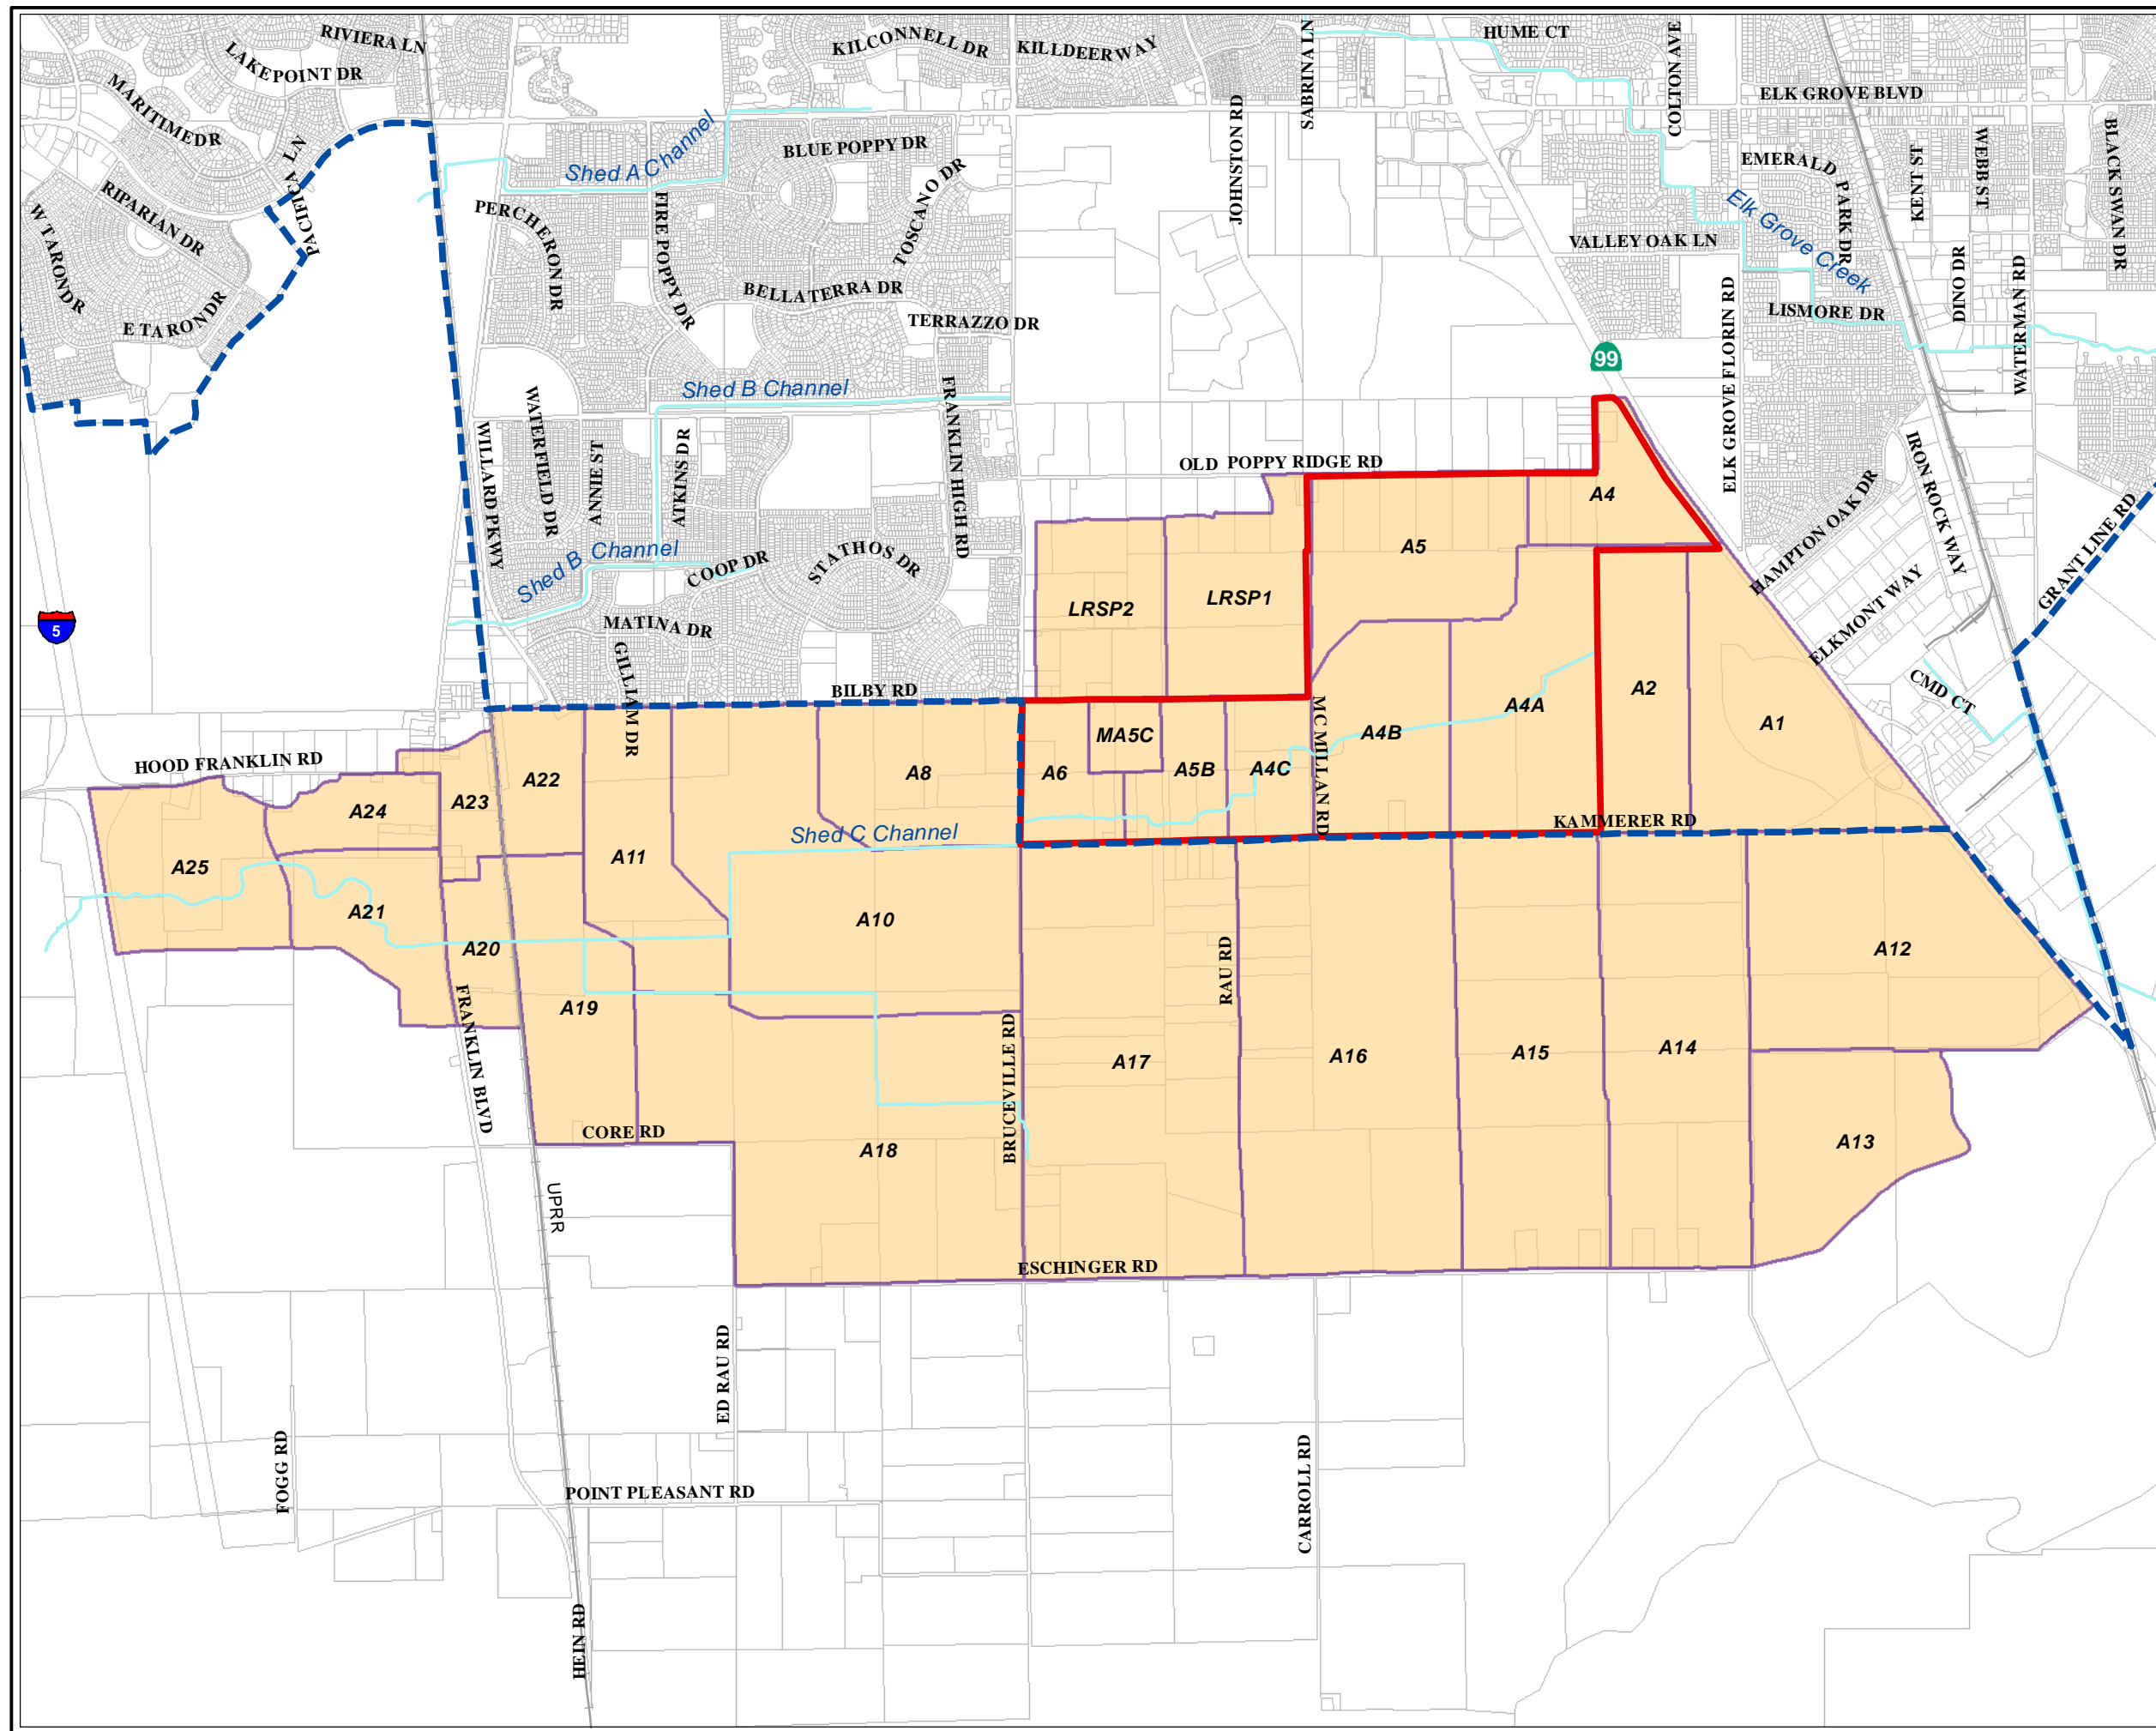 RIVIERA LN
LAKEPOINT DR
MARITIME DR
PACIFICA LN
RIPARIAN DR
W TARON DR
E TARON DR
KILCONNELL DR
KILLDEER WAY
SABRINA LN
HUME CT
COLTON AVE
ELK GROVE BLVD
JOHNSTON RD
Shed A Channel
BLUE POPPY DR
EMERALD PARK DR
KENT ST
WEBB ST
BLACK SWAN DR
PERCHERON DR
FIRE POPPY DR
TOSCANO DR
Elk Grove Creek
VALLEY OAK LN
BELLATERRA DR
TERRAZZO DR
LISMORE DR
DINO DR
WATERMAN RD
ELK GROVE FLORIN RD
99
Shed B Channel
WILLARD PKWY
WATERFIELD DR
ANNIE ST
ATKINS DR
FRANKLIN HIGH RD
OLD POPPY RIDGE RD
A4
HAMPTON OAK DR
IRON ROCK WAY
GRANT LINE RD
Shed B Channel
COOP DR
STATHOS DR
A5
LRSP2
LRSP1
5
MATINA DR
GILLIAM DR
BILBY RD
ELKMONT WAY
CMD CT
A2
A1
A4A
A4B
MC MILLAN RD
MA5C
A6
A5B
A4C
HOOD FRANKLIN RD
A22
A8
A23
A24
KAMMERER RD
Shed C Channel
A25
A11
A21
A10
A20
RAU RD
A12
A19
FRANKLIN BLVD
BRUCEVILLE RD
A17
A16
A15
A14
CORE RD
A18
A13
UPRR
ESCHINGER RD
ED RAU RD
FOGG RD
CARROLL RD
POINT PLEASANT RD
HEIN RD